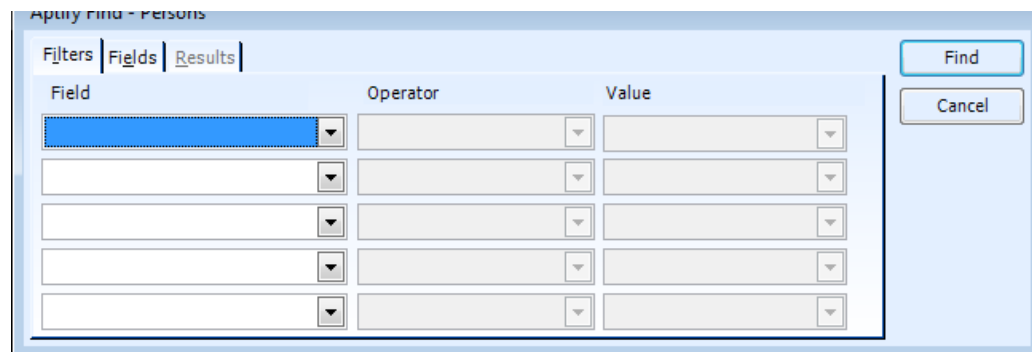 Aptify Find - Persons
Filters Fields Results
Find
Field Operator Value
Cancel